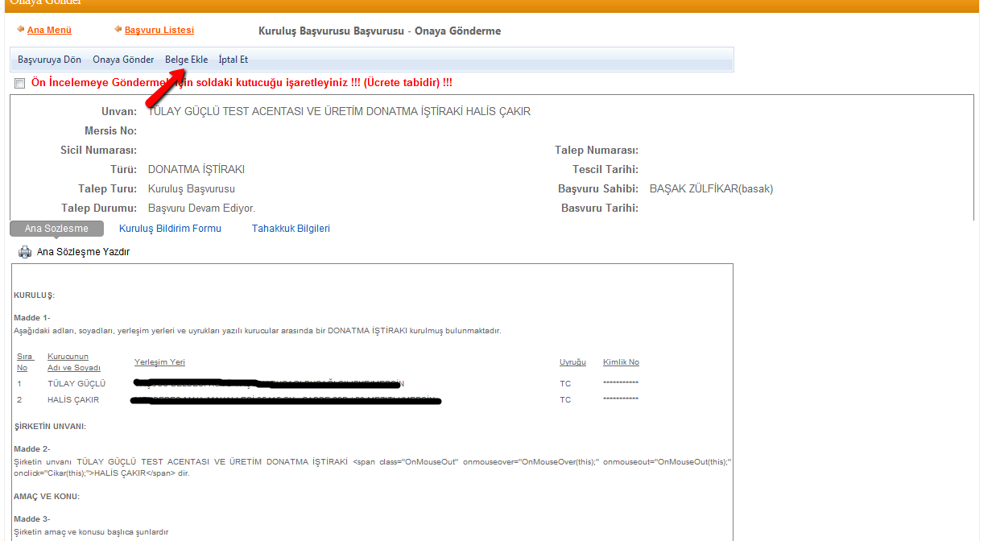 Onaya Gönder
Ana Menü Başvuru Listesi Kuruluş Başvurusu Başvurusu - Onaya Gönderme
Başvuruya Dön Onaya Gönder Belge Ekle İptal Et
Ön İncelemeye Göndermek için soldaki kutucuğu işaretleyiniz !!! (Ücrete tabidir) !!!
Unvan: TÜLAY GÜÇLÜ TEST ACENTASI VE ÜRETİM DONATMA İŞTİRAKİ HALİS ÇAKIR
Mersis No:
Sicil Numarası: Talep Numarası:
Türü: DONATMA İŞTİRAKI Tescil Tarihi:
Talep Turu: Kuruluş Başvurusu Başvuru Sahibi: BAŞAK ZÜLFİKAR(basak)
Talep Durumu: Başvuru Devam Ediyor. Basvuru Tarihi:
Ana Sozlesme Kuruluş Bildirim Formu Tahakkuk Bilgileri
Ana Sözleşme Yazdır
KURULUŞ:
Madde 1-
Aşağıdaki adları, soyadları, yerleşim yerleri ve uyrukları yazılı kurucular arasında bir DONATMA İŞTİRAKI kurulmuş bulunmaktadır.
Sıra No Kurucunun Adı ve Soyadı Yerleşim Yeri Uyruğu Kimlik No
1 TÜLAY GÜÇLÜ TC ***********
2 HALİS ÇAKIR TC ***********
ŞİRKETİN UNVANI:
Madde 2-
Şirketin unvanı TÜLAY GÜÇLÜ TEST ACENTASI VE ÜRETİM DONATMA İŞTİRAKİ <span class="OnMouseOut" onmouseover="OnMouseOver(this);" onmouseout="OnMouseOut(this);"
onclick="Cikar(this);">HALİS ÇAKIR</span> dir.
AMAÇ VE KONU:
Madde 3-
Şirketin amaç ve konusu başlıca şunlardır